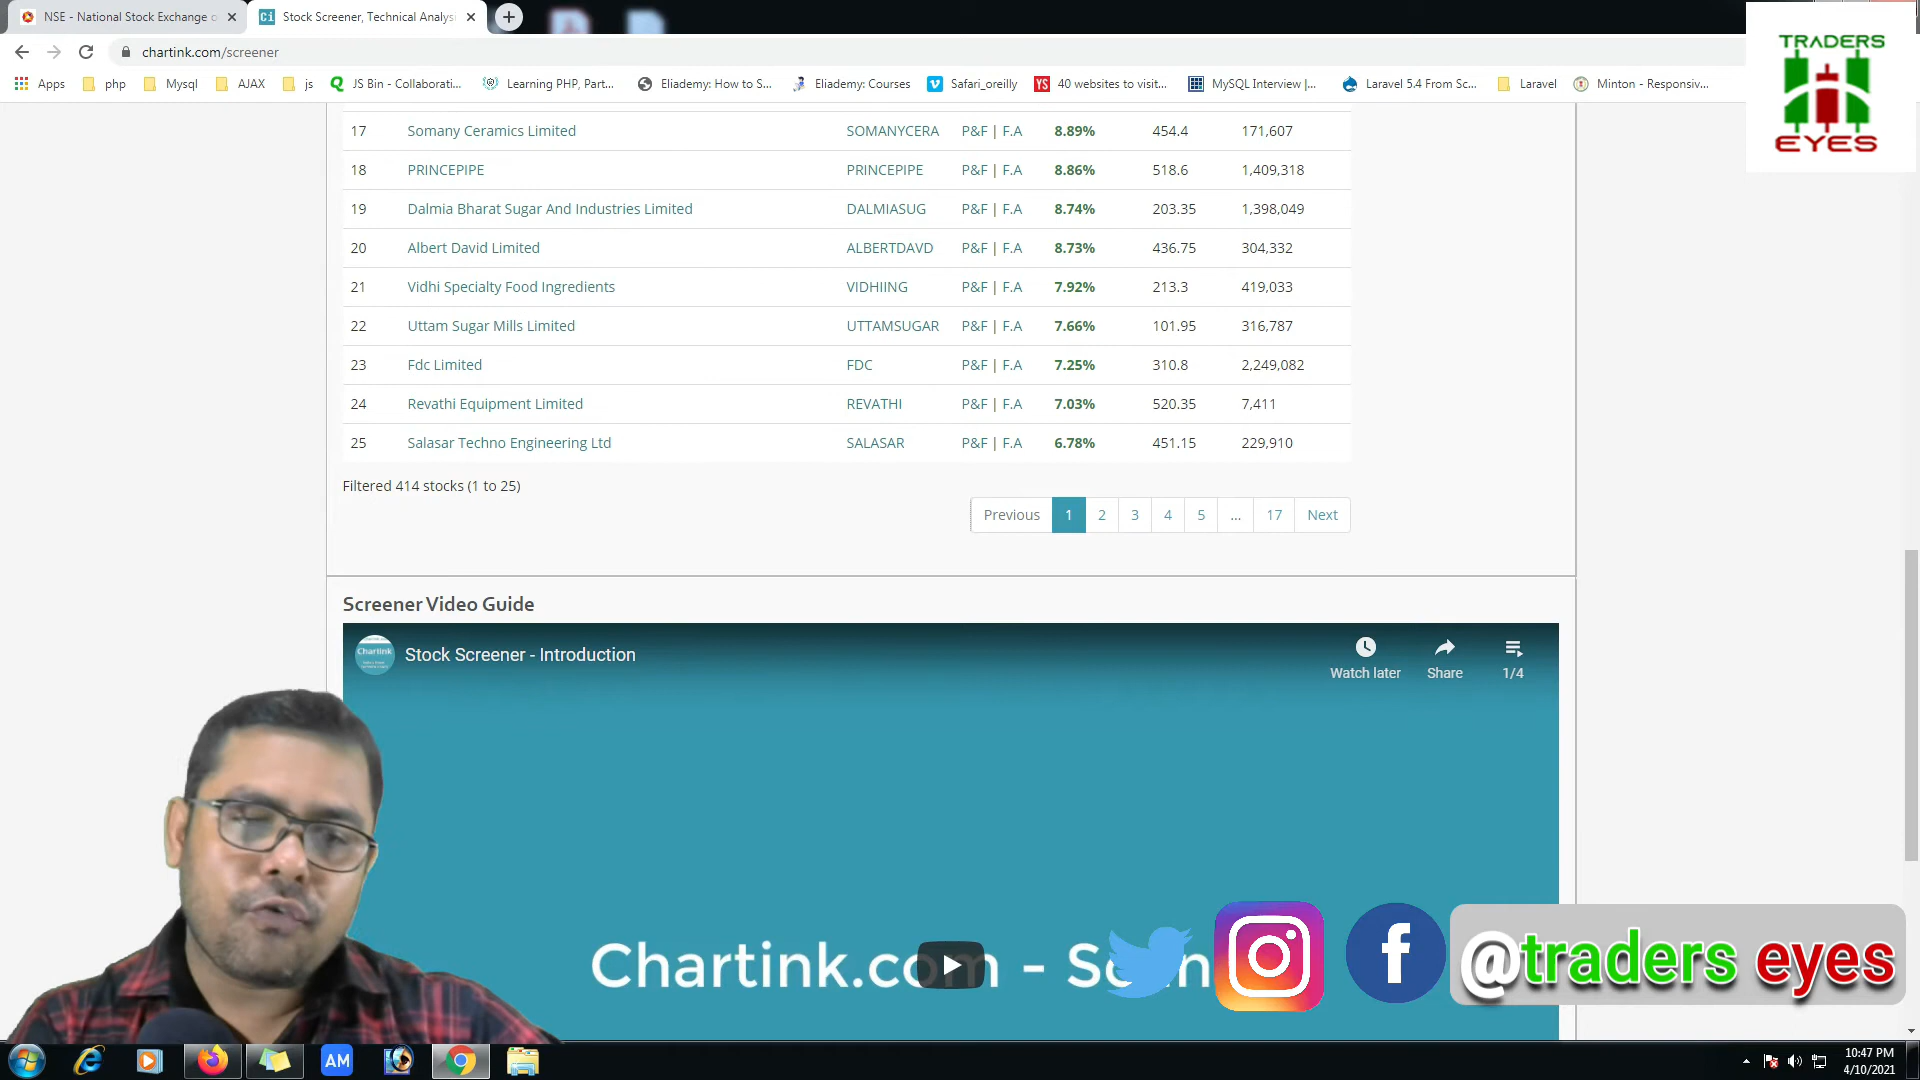 NSE - National Stock Exchange o
Stock Screener, Technical Analysi
TRADERS
EYES
chartink.com/screener
Apps php Mysql AJAX js JS Bin - Collaborati... Learning PHP, Part... Eliademy: How to S... Eliademy: Courses Safari_oreilly YS 40 websites to visit... MySQL Interview |... Laravel 5.4 From Sc... Laravel Minton - Responsiv...
17 Somany Ceramics Limited SOMANYCERA P&F | F.A 8.89% 454.4 171,607
18 PRINCEPIPE PRINCEPIPE P&F | F.A 8.86% 518.6 1,409,318
19 Dalmia Bharat Sugar And Industries Limited DALMIASUG P&F | F.A 8.74% 203.35 1,398,049
20 Albert David Limited ALBERTDAVD P&F | F.A 8.73% 436.75 304,332
21 Vidhi Specialty Food Ingredients VIDHIING P&F | F.A 7.92% 213.3 419,033
22 Uttam Sugar Mills Limited UTTAMSUGAR P&F | F.A 7.66% 101.95 316,787
23 Fdc Limited FDC P&F | F.A 7.25% 310.8 2,249,082
24 Revathi Equipment Limited REVATHI P&F | F.A 7.03% 520.35 7,411
25 Salasar Techno Engineering Ltd SALASAR P&F | F.A 6.78% 451.15 229,910
Filtered 414 stocks (1 to 25)
Previous 1 2 3 4 5 ... 17 Next
Screener Video Guide
Chartink
Stock Screener - Introduction
Watch later Share 1/4
Chartink.com -
@traders eyes
AM
10:47 PM
4/10/2021